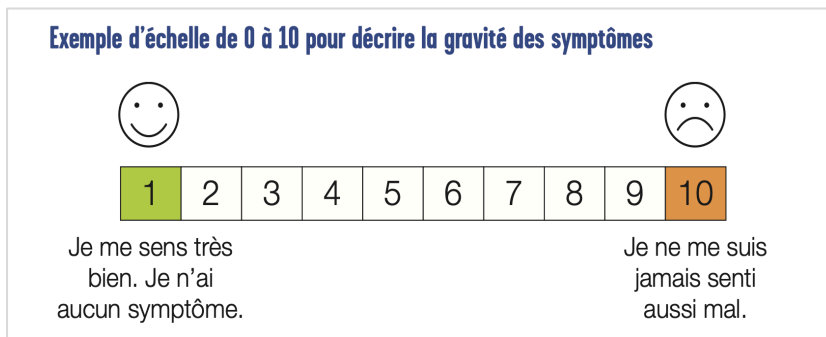 Exemple d'échelle de 0 à 10 pour décrire la gravité des symptômes
1 2 3 4 5 6 7 8 9 10
Je me sens très
bien. Je n'ai
aucun symptôme.
Je ne me suis
jamais senti
aussi mal.